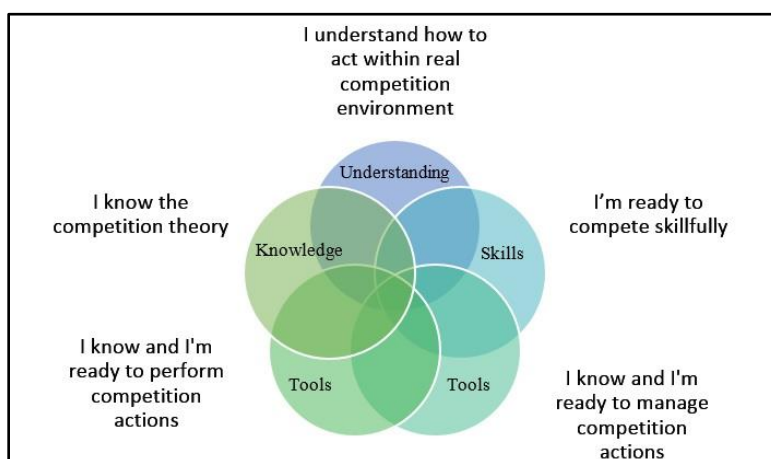 I understand how to
act within real
competition
environment
Understanding
I know the
competition theory
Knowledge
I'm ready to
compete skillfully
Skills
I know and I'm
ready to perform
competition
actions
Tools
Tools
I know and I'm
ready to manage
competition
actions